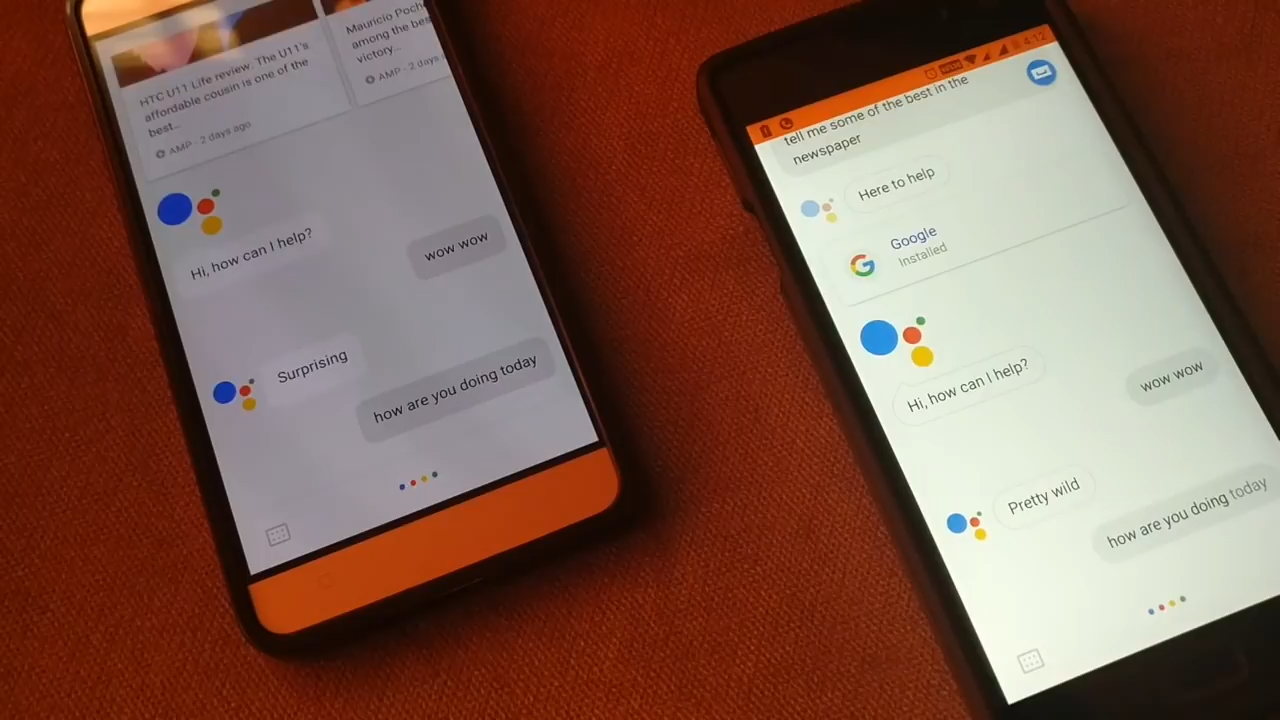 HTC U11 Life review. The U11's
affordable cousin is one of the
best...
AMP - 2 days ago
Mauricio Poch
among the bes
victory...
AMP - 2 days a
Hi, how can I help?
wow wow
Surprising
how are you doing today
4:12
tell me some of the best in the
newspaper
Here to help
Google
Installed
Hi, how can I help?
wow wow
Pretty wild
how are you doing today